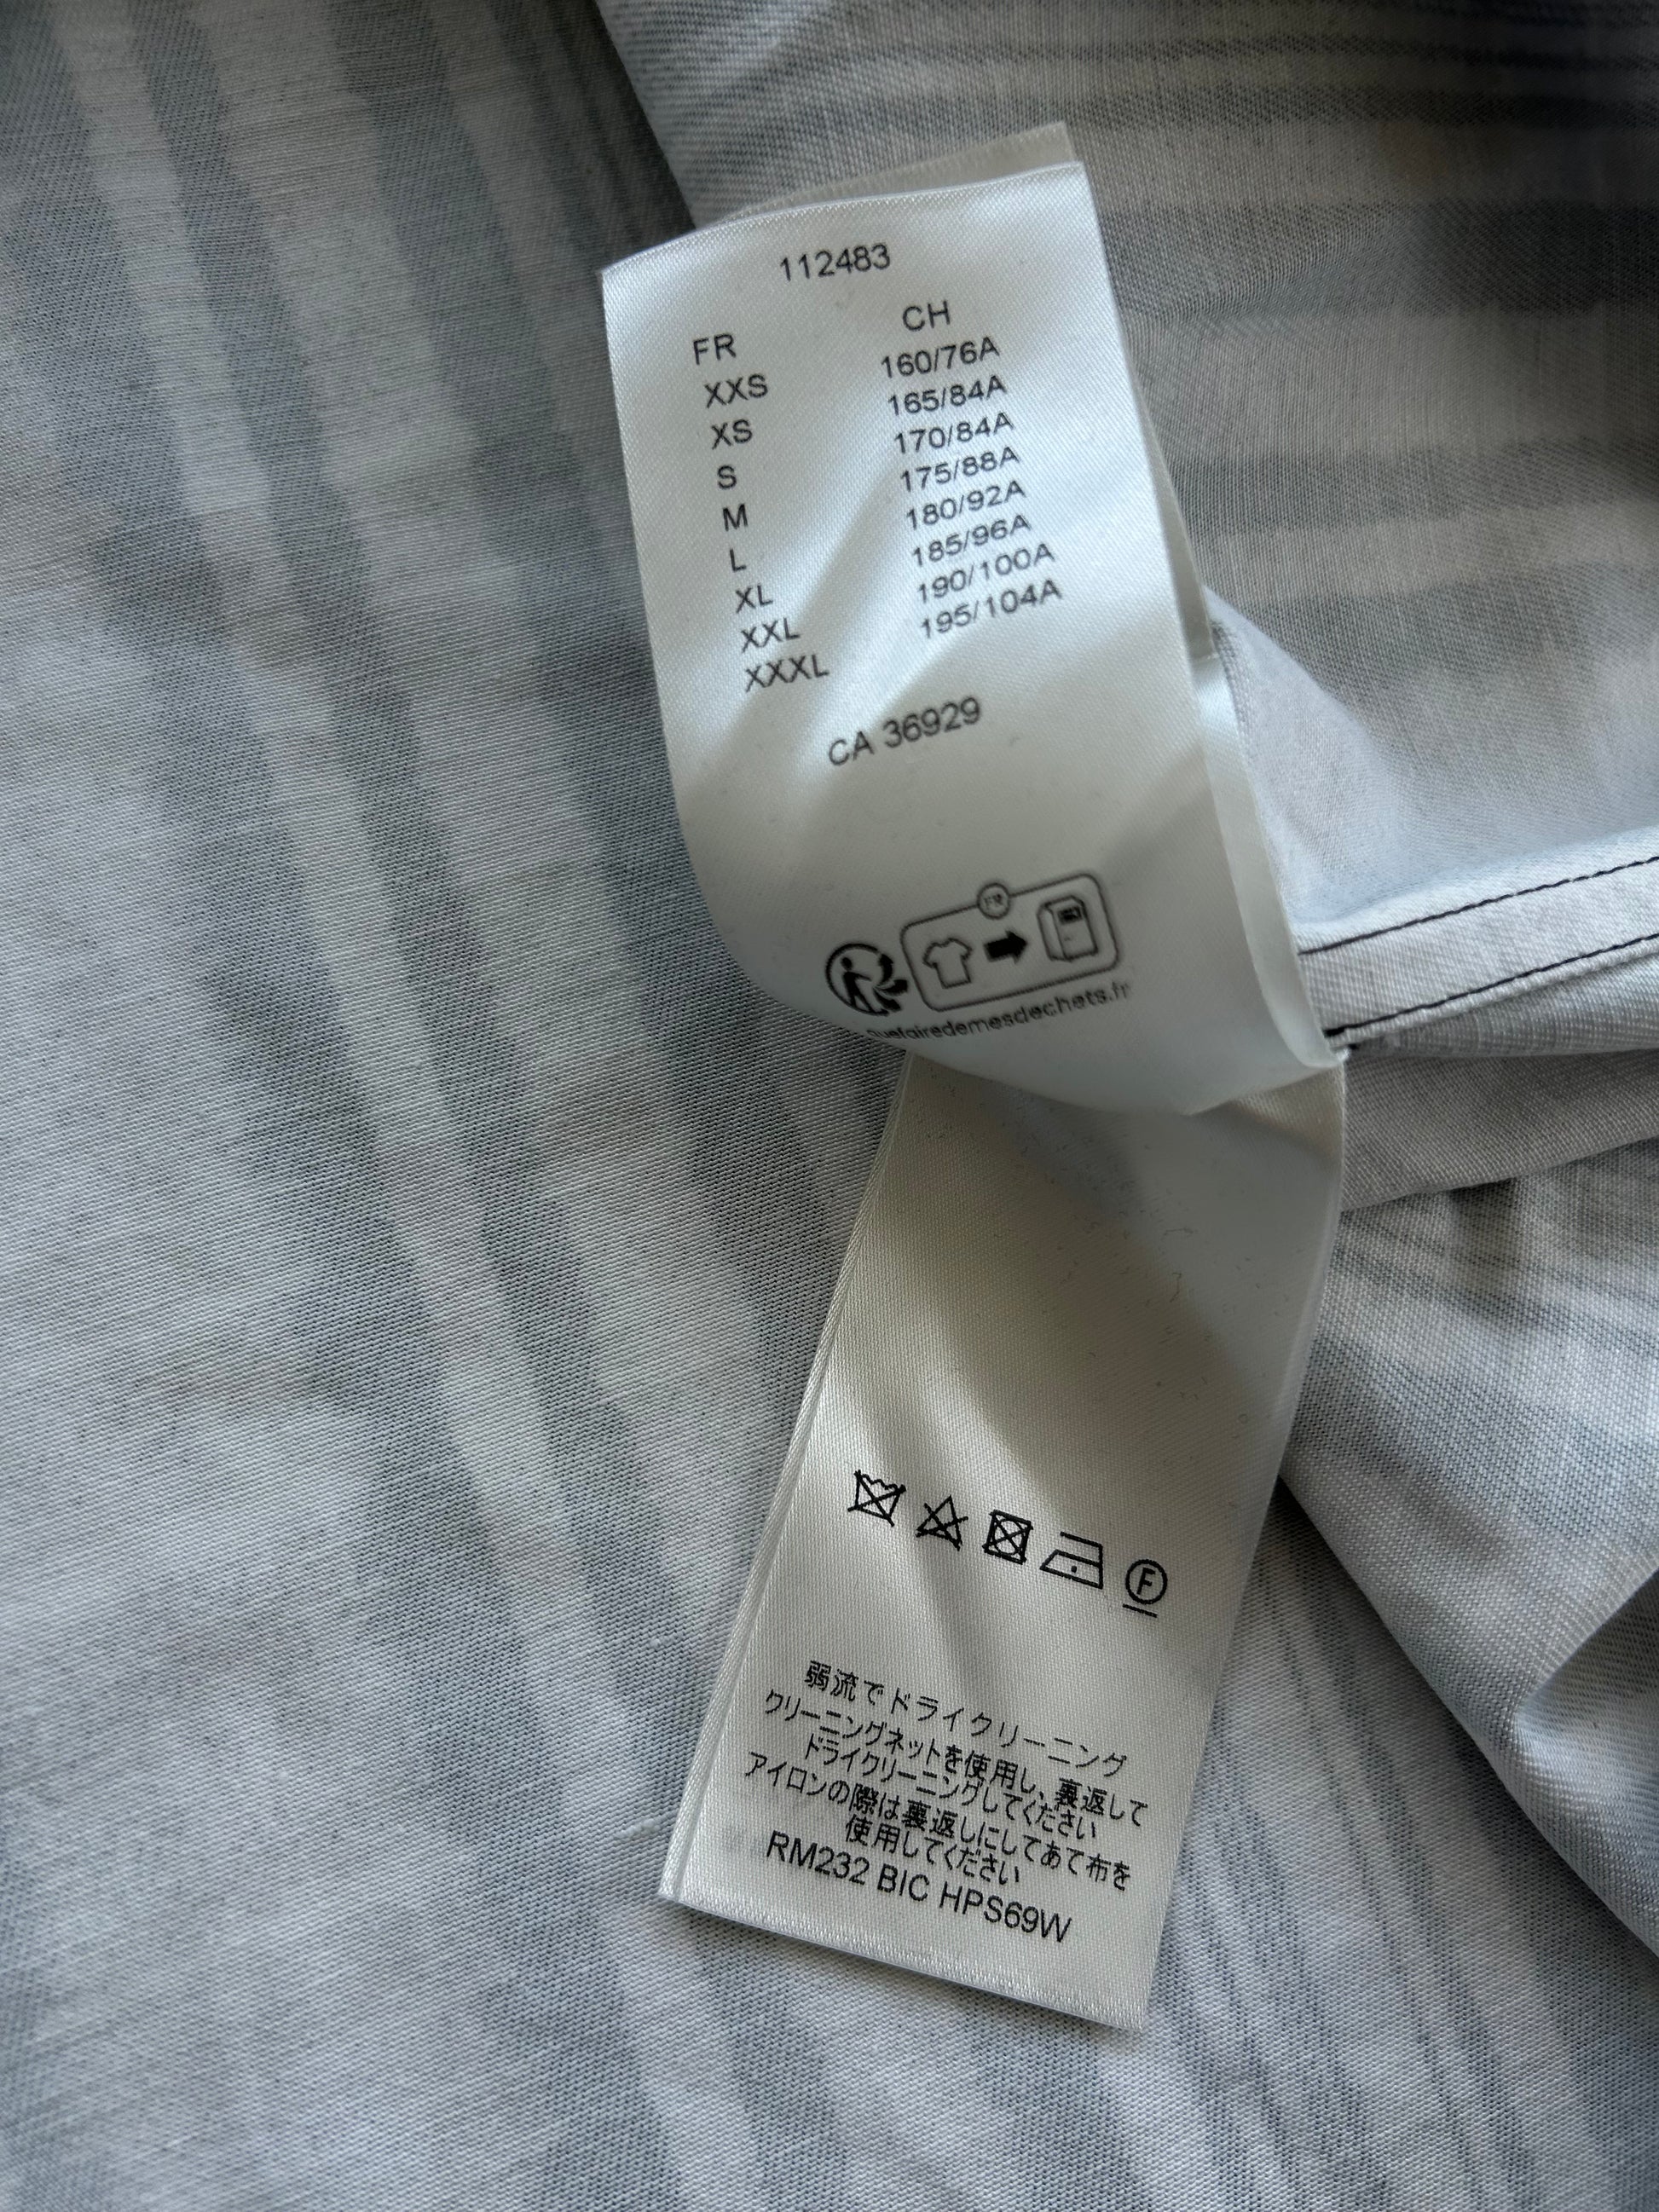 112483
FR CH
XXS 160/76A
XS 165/84A
S 170/84A
M 175/88A
L 180/92A
XL 185/96A
XXL 190/100A
XXXL 195/104A
CA 36929
FR
quefairedemesdechets.fr
F
弱流でドライクリーニング
クリーニングネットを使用し、裏返して
ドライクリーニングしてください
アイロンの際は裏返しにしてあて布を
使用してください
RM232 BIC HPS69W